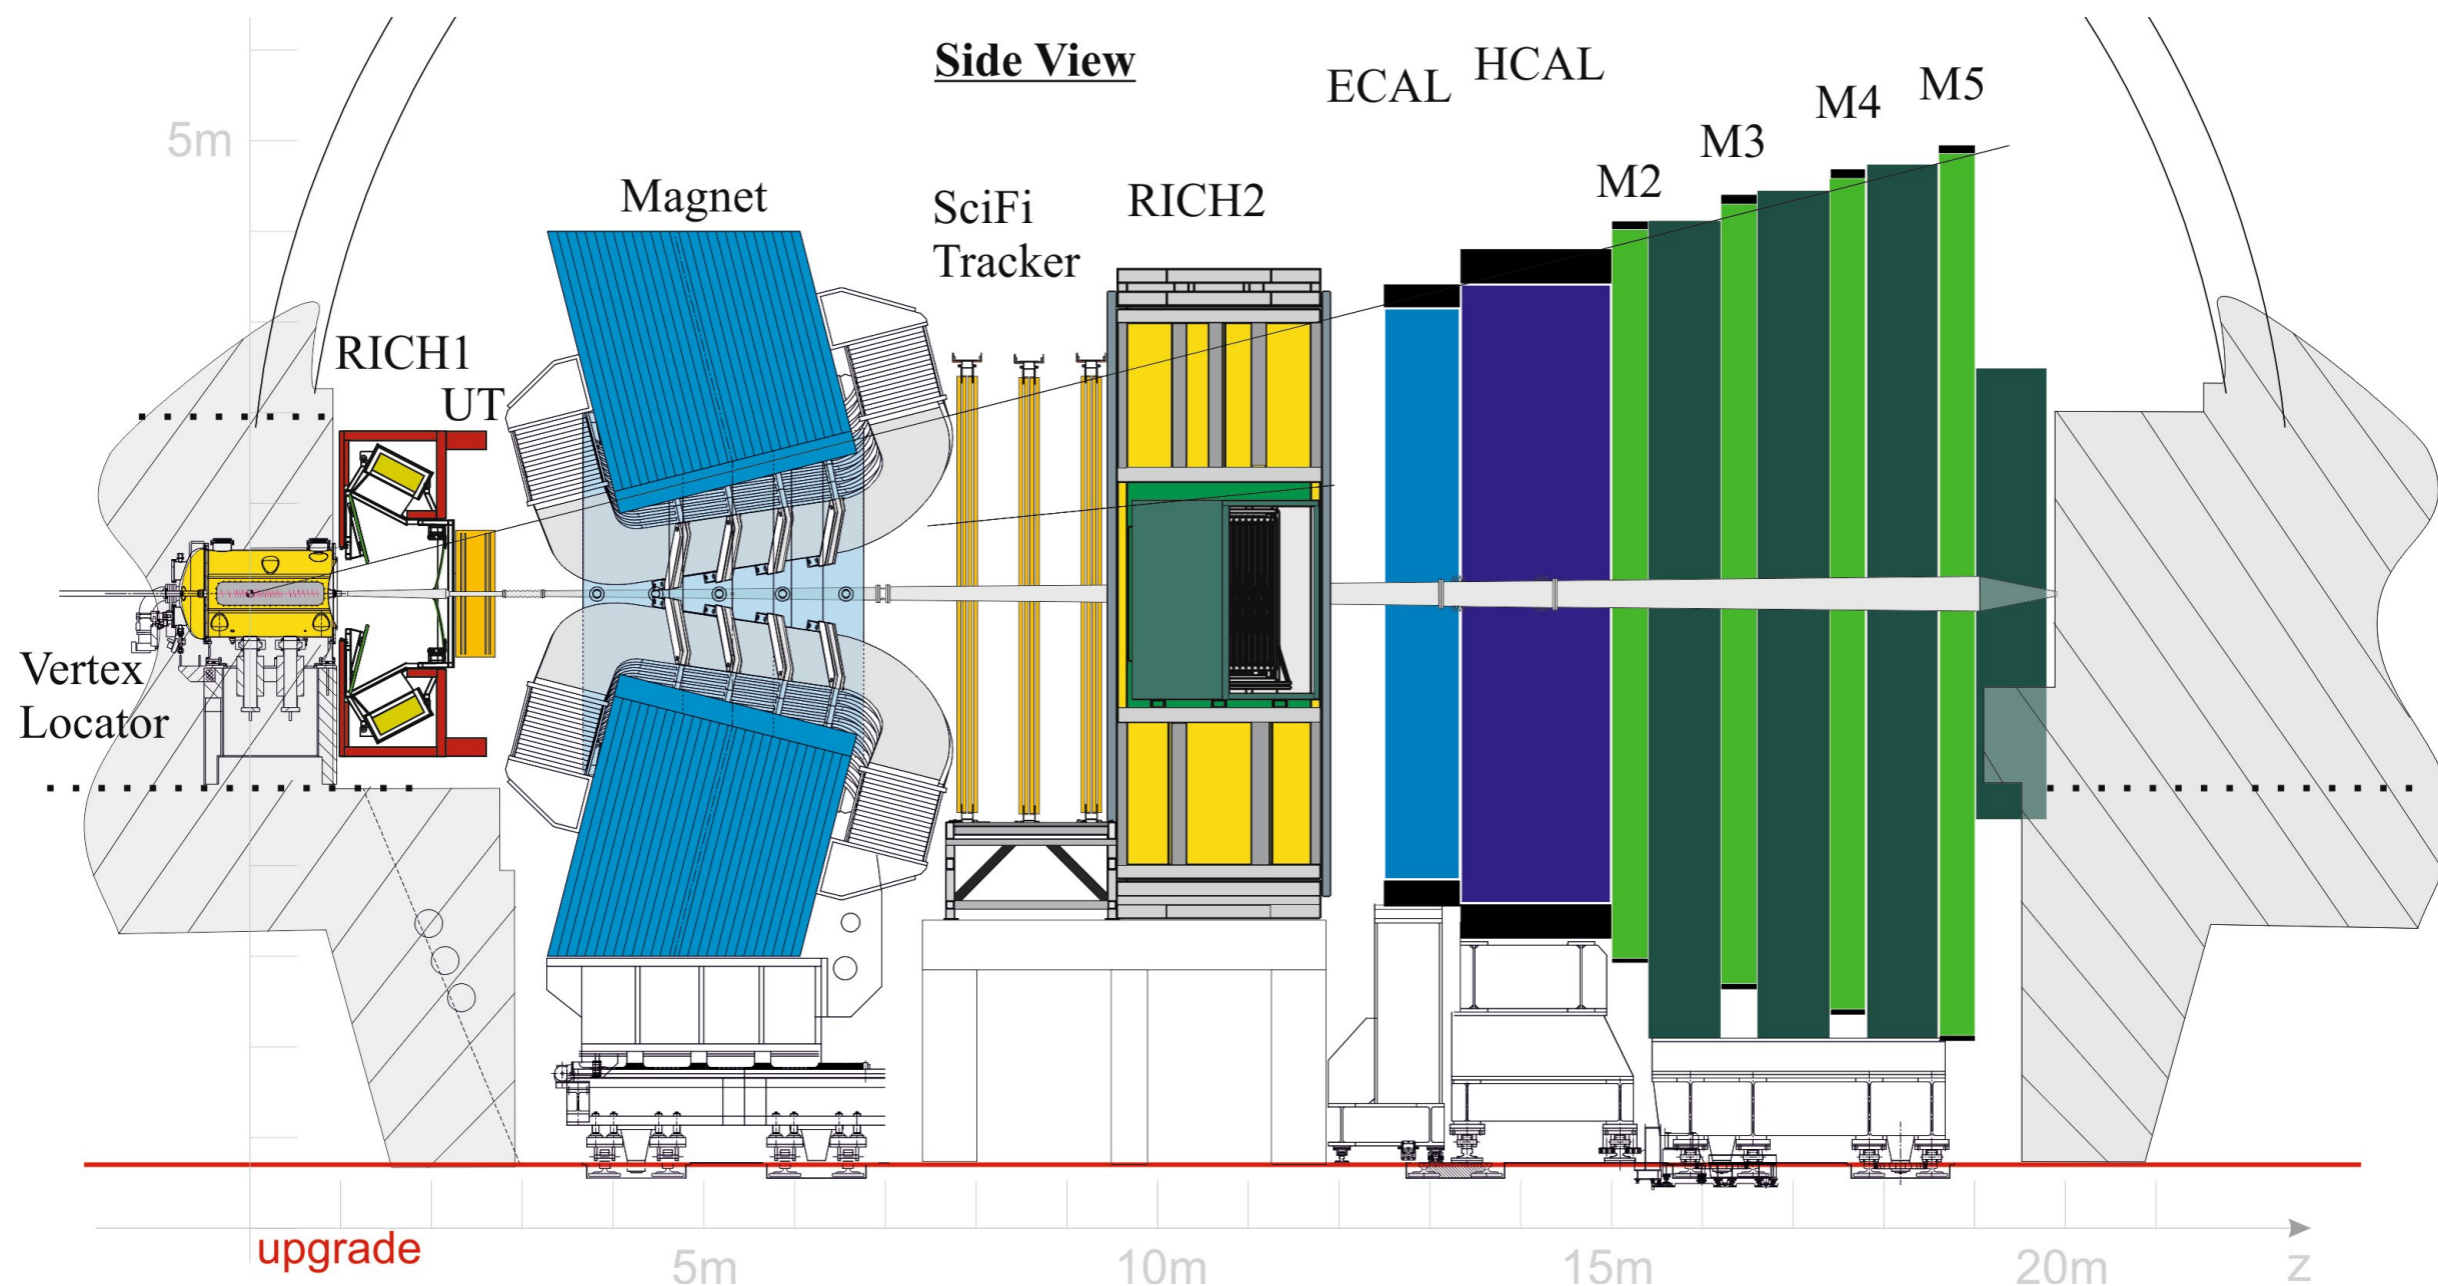 Side View
ECAL
HCAL
M2
M3
M4
M5
5m
Magnet
SciFi
Tracker
RICH2
RICH1
UT
Vertex
Locator
upgrade
5m
10m
15m
20m
z